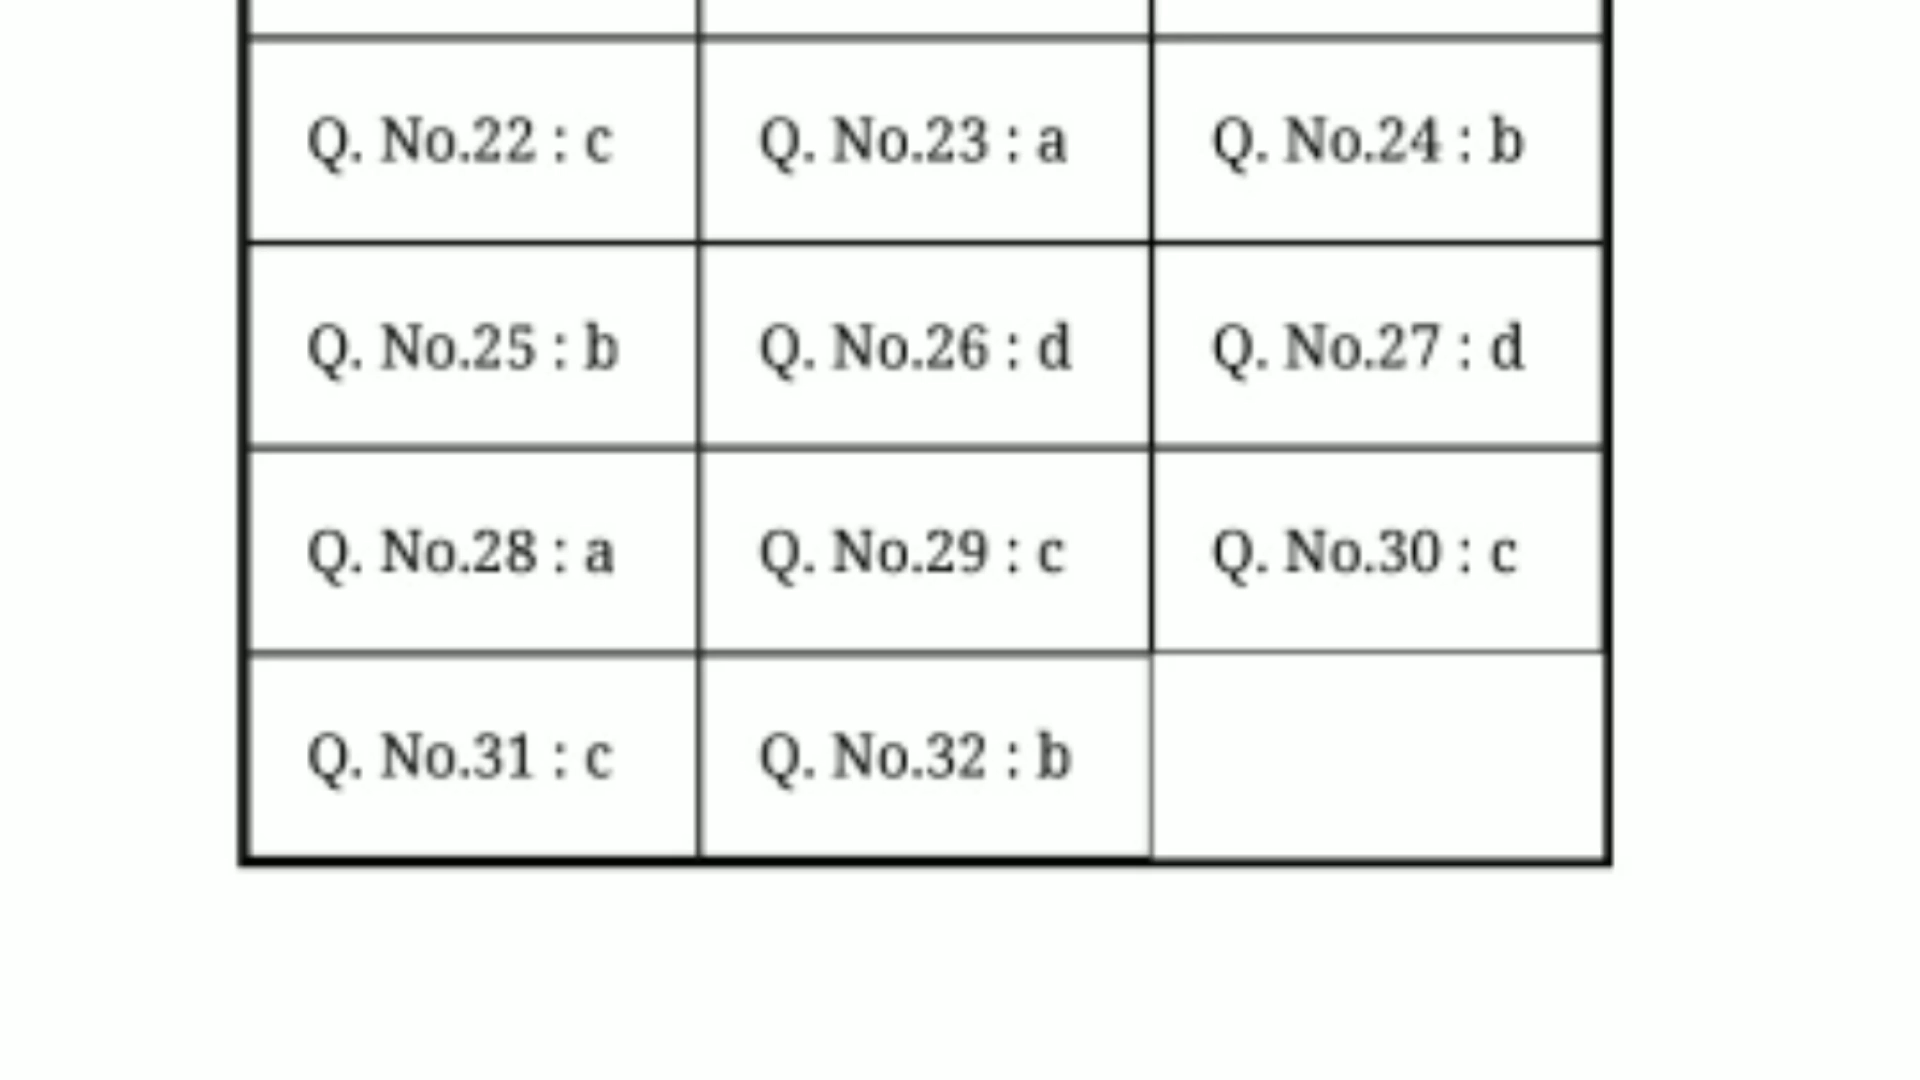 Q. No.22 : c Q. No.23 : a Q. No.24 : b
Q. No.25 : b Q. No.26 : d Q. No.27 : d
Q. No.28 : a Q. No.29 : c Q. No.30 : c
Q. No.31 : c Q. No.32 : b